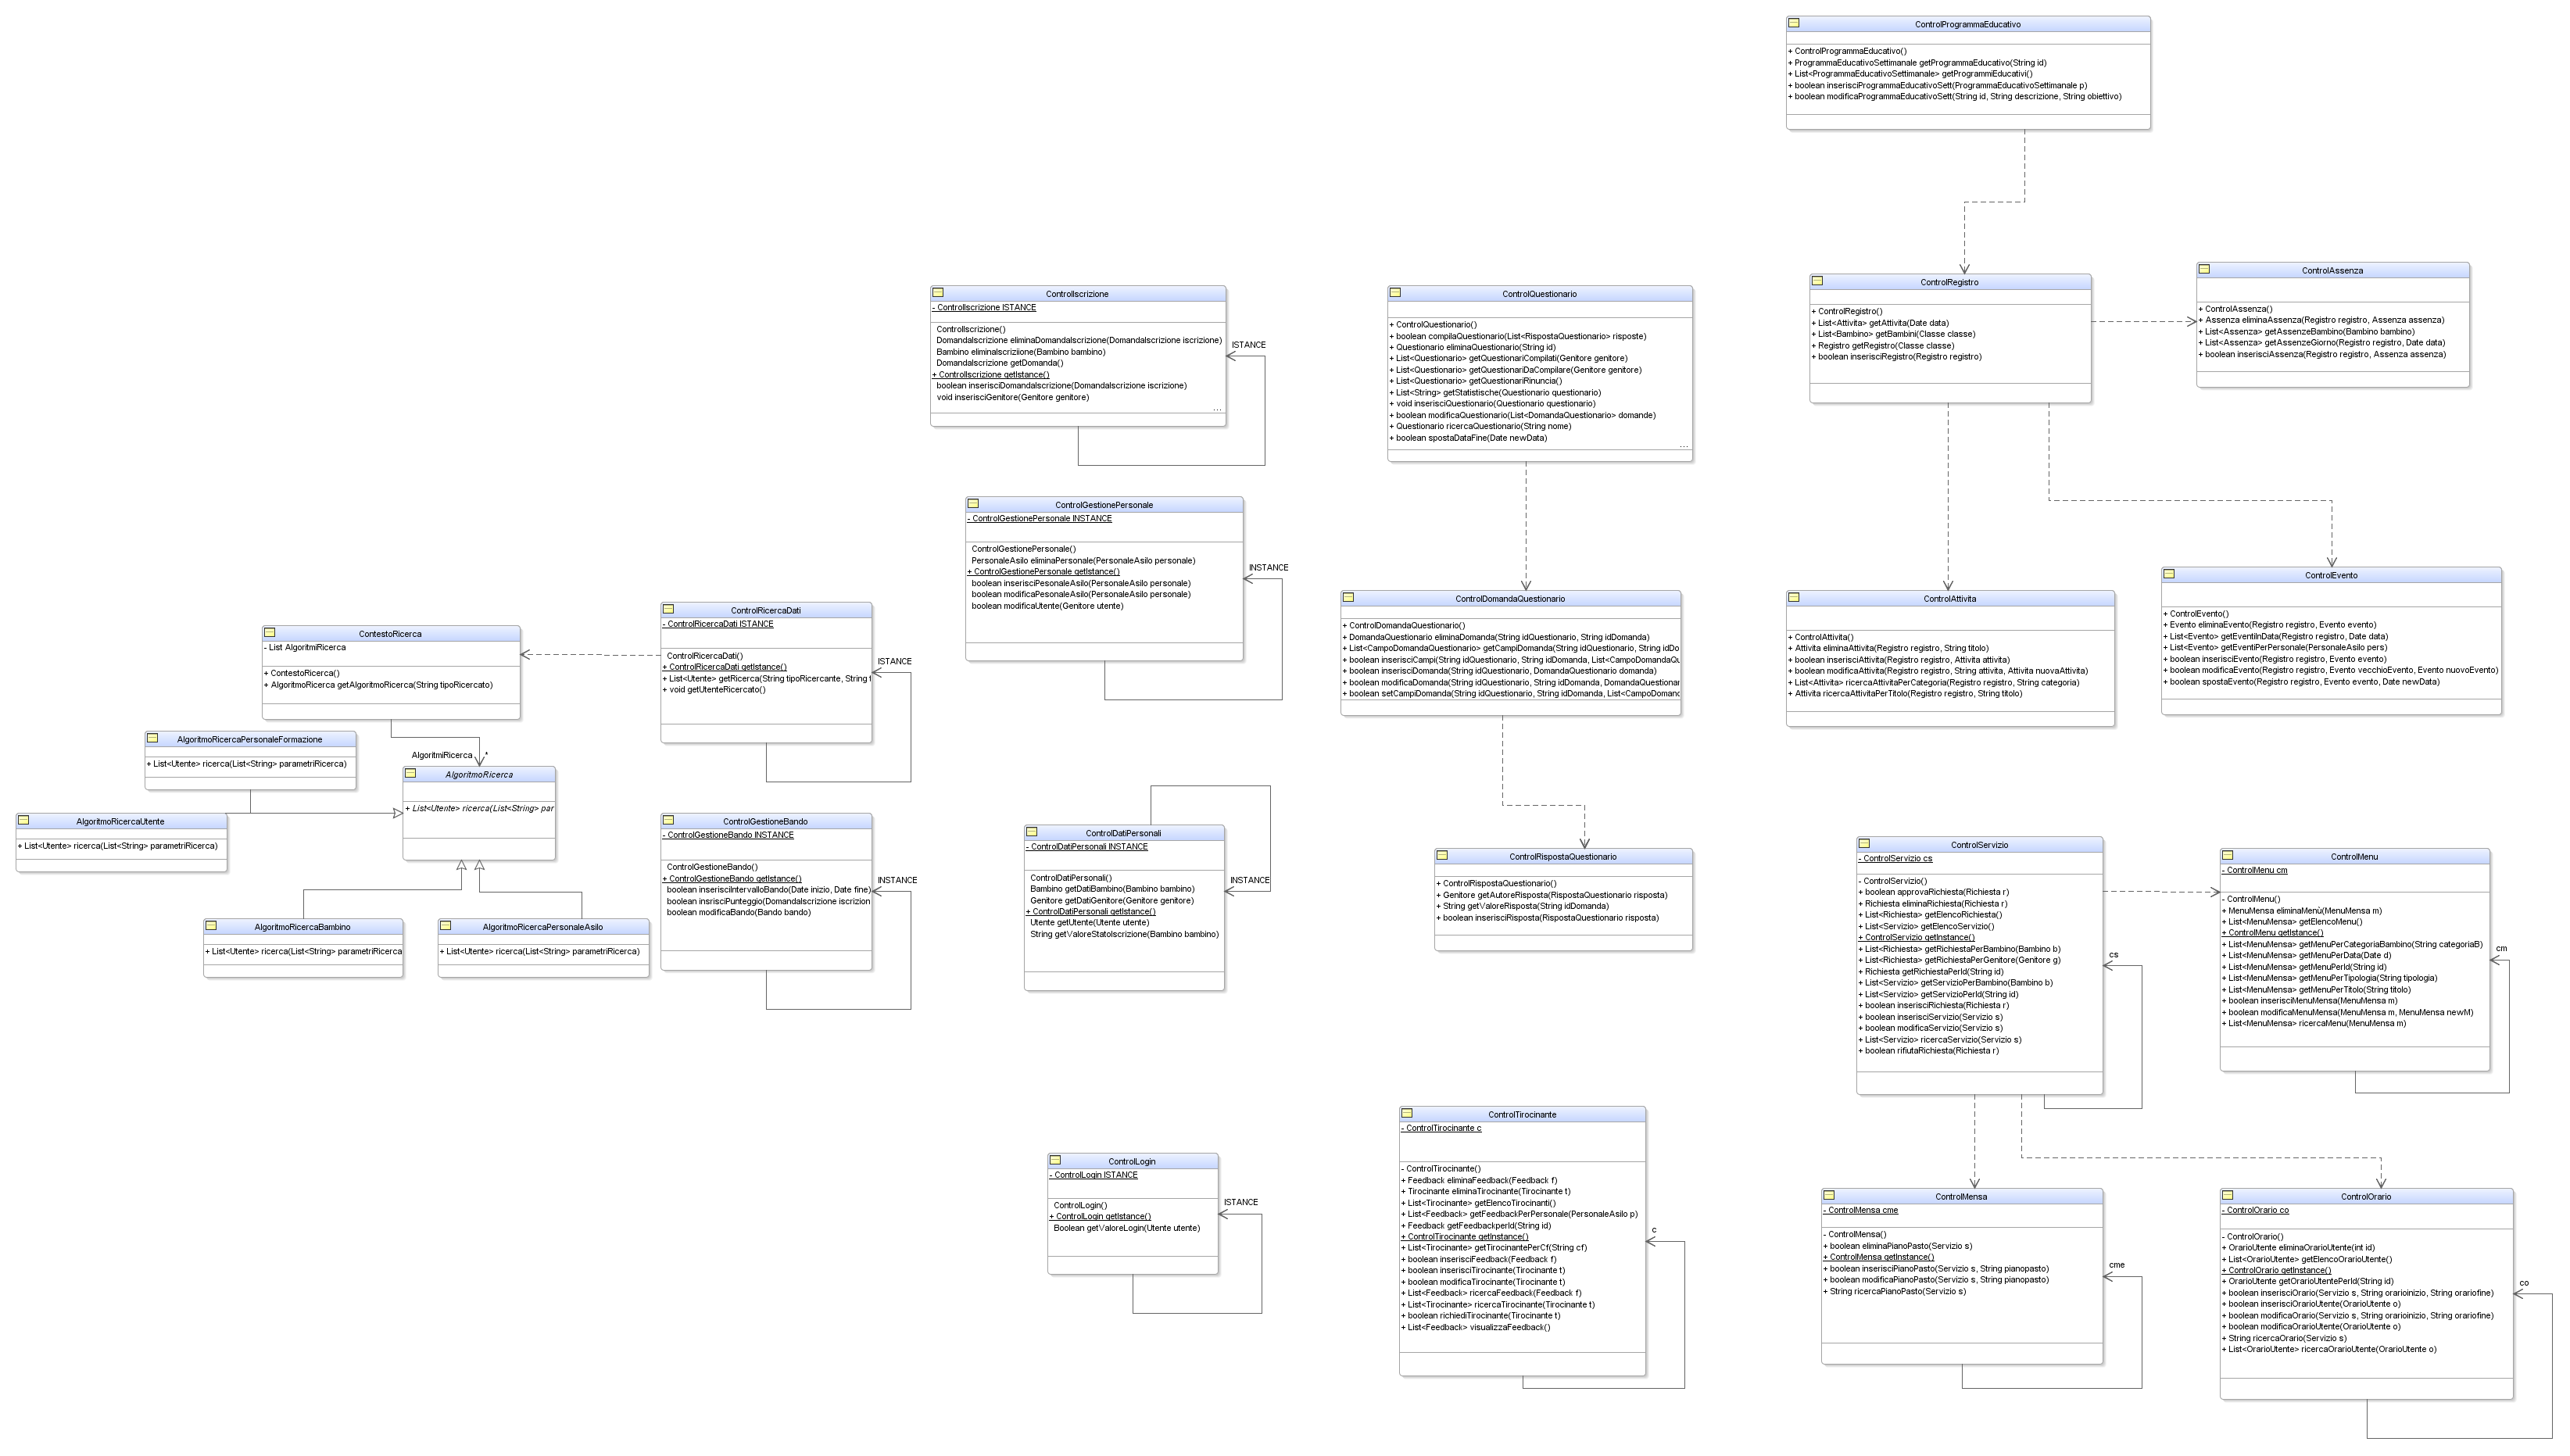 ControlProgrammaEducativo
+ ControlProgrammaEducativo()
+ ProgrammaEducativoSettimanale getProgrammaEducativo(String id)
+ List<ProgrammaEducativoSettimanale> getProgrammiEducativi()
+ boolean inserisciProgrammaEducativoSett(ProgrammaEducativoSettimanale p)
+ boolean modificaProgrammaEducativoSett(String id, String descrizione, String obiettivo)
ControlRegistro
+ ControlRegistro()
+ List<Attivita> getAttivita(Date data)
+ List<Bambino> getBambini(Classe classe)
+ Registro getRegistro(Classe classe)
+ boolean inserisciRegistro(Registro registro)
ControlAssenza
+ ControlAssenza()
+ Assenza eliminaAssenza(Registro registro, Assenza assenza)
+ List<Assenza> getAssenzeBambino(Bambino bambino)
+ List<Assenza> getAssenzeGiorno(Registro registro, Date data)
+ boolean inserisciAssenza(Registro registro, Assenza assenza)
ControlIscrizione
- ControlIscrizione ISTANCE
ControlIscrizione()
DomandaIscrizione eliminaDomandaIscrizione(DomandaIscrizione iscrizione)
Bambino eliminaIscriziione(Bambino bambino)
DomandaIscrizione getDomanda()
+ ControlIscrizione getIstance()
boolean inserisciDomandaIscrizione(DomandaIscrizione iscrizione)
void inserisciGenitore(Genitore genitore)
...
ISTANCE
ControlQuestionario
+ ControlQuestionario()
+ boolean compilaQuestionario(List<RispostaQuestionario> risposte)
+ Questionario eliminaQuestionario(String id)
+ List<Questionario> getQuestionariCompilati(Genitore genitore)
+ List<Questionario> getQuestionariDaCompilare(Genitore genitore)
+ List<Questionario> getQuestionariRinuncia()
+ List<String> getStatistische(Questionario questionario)
+ void inserisciQuestionario(Questionario questionario)
+ boolean modificaQuestionario(List<DomandaQuestionario> domande)
+ Questionario ricercaQuestionario(String nome)
+ boolean spostaDataFine(Date newData)
...
ControlGestionePersonale
- ControlGestionePersonale INSTANCE
ControlGestionePersonale()
PersonaleAsilo eliminaPersonale(PersonaleAsilo personale)
+ ControlGestionePersonale getIstance()
boolean inserisciPesonaleAsilo(PersonaleAsilo personale)
boolean modificaPesonaleAsilo(PersonaleAsilo personale)
boolean modificaUtente(Genitore utente)
INSTANCE
ControlDomandaQuestionario
+ ControlDomandaQuestionario()
+ DomandaQuestionario eliminaDomanda(String idQuestionario, String idDomanda)
+ List<CampoDomandaQuestionario> getCampiDomanda(String idQuestionario, String idDo
+ boolean inserisciCampi(String idQuestionario, String idDomanda, List<CampoDomandaQu
+ boolean inserisciDomanda(String idQuestionario, DomandaQuestionario domanda)
+ boolean modificaDomanda(String idQuestionario, String idDomanda, DomandaQuestionar
+ boolean setCampiDomanda(String idQuestionario, String idDomanda, List<CampoDomanc
ControlAttivita
+ ControlAttivita()
+ Attivita eliminaAttivita(Registro registro, String titolo)
+ boolean inserisciAttivita(Registro registro, Attivita attivita)
+ boolean modificaAttivita(Registro registro, String attivita, Attivita nuovaAttivita)
+ List<Attivita> ricercaAttivitaPerCategoria(Registro registro, String categoria)
+ Attivita ricercaAttivitaPerTitolo(Registro registro, String titolo)
ControlEvento
+ ControlEvento()
+ Evento eliminaEvento(Registro registro, Evento evento)
+ List<Evento> getEventiInData(Registro registro, Date data)
+ List<Evento> getEventiPerPersonale(PersonaleAsilo pers)
+ boolean inserisciEvento(Registro registro, Evento evento)
+ boolean modificaEvento(Registro registro, Evento vecchioEvento, Evento nuovoEvento)
+ boolean spostaEvento(Registro registro, Evento evento, Date newData)
ContestoRicerca
- List AlgoritmiRicerca
+ ContestoRicerca()
+ AlgoritmoRicerca getAlgoritmoRicerca(String tipoRicercato)
ControlRicercaDati
- ControlRicercaDati ISTANCE
ControlRicercaDati()
+ ControlRicercaDati getIstance()
+ List<Utente> getRicerca(String tipoRicercante, String t
+ void getUtenteRicercato()
ISTANCE
AlgoritmiRicerca
*
AlgoritmoRicercaPersonaleFormazione
+ List<Utente> ricerca(List<String> parametriRicerca)
AlgoritmoRicerca
+ List<Utente> ricerca(List<String> par
AlgoritmoRicercaUtente
+ List<Utente> ricerca(List<String> parametriRicerca)
AlgoritmoRicercaBambino
+ List<Utente> ricerca(List<String> parametriRicerca
AlgoritmoRicercaPersonaleAsilo
+ List<Utente> ricerca(List<String> parametriRicerca)
ControlGestioneBando
- ControlGestioneBando INSTANCE
ControlGestioneBando()
+ ControlGestioneBando getIstance()
boolean inserisciIntervalloBando(Date inizio, Date fine)
boolean insrisciPunteggio(DomandaIscrizione iscrizion
boolean modificaBando(Bando bando)
INSTANCE
ControlDatiPersonali
- ControlDatiPersonali INSTANCE
ControlDatiPersonali()
Bambino getDatiBambino(Bambino bambino)
Genitore getDatiGenitore(Genitore genitore)
+ ControlDatiPersonali getIstance()
Utente getUtente(Utente utente)
String getValoreStatoIscrizione(Bambino bambino)
INSTANCE
ControlRispostaQuestionario
+ ControlRispostaQuestionario()
+ Genitore getAutoreRisposta(RispostaQuestionario risposta)
+ String getValoreRisposta(String idDomanda)
+ boolean inserisciRisposta(RispostaQuestionario risposta)
ControlServizio
- ControlServizio cs
- ControlServizio()
+ boolean approvaRichiesta(Richiesta r)
+ Richiesta eliminaRichiesta(Richiesta r)
+ List<Richiesta> getElencoRichiesta()
+ List<Servizio> getElencoServizio()
+ ControlServizio getInstance()
+ List<Richiesta> getRichiestaPerBambino(Bambino b)
+ List<Richiesta> getRichiestaPerGenitore(Genitore g)
+ Richiesta getRichiestaPerId(String id)
+ List<Servizio> getServizioPerBambino(Bambino b)
+ List<Servizio> getServizioPerId(String id)
+ boolean inserisciRichiesta(Richiesta r)
+ boolean inserisciServizio(Servizio s)
+ boolean modificaServizio(Servizio s)
+ List<Servizio> ricercaServizio(Servizio s)
+ boolean rifiutaRichiesta(Richiesta r)
cs
ControlMenu
- ControlMenu cm
- ControlMenu()
+ MenuMensa eliminaMenù(MenuMensa m)
+ List<MenuMensa> getElencoMenu()
+ ControlMenu getIstance()
+ List<MenuMensa> getMenuPerCategoriaBambino(String categoriaB)
+ List<MenuMensa> getMenuPerData(Date d)
+ List<MenuMensa> getMenuPerId(String id)
+ List<MenuMensa> getMenuPerTipologia(String tipologia)
+ List<MenuMensa> getMenuPerTitolo(String titolo)
+ boolean inserisciMenuMensa(MenuMensa m)
+ boolean modificaMenuMensa(MenuMensa m, MenuMensa newM)
+ List<MenuMensa> ricercaMenu(MenuMensa m)
cm
ControlLogin
- ControlLogin ISTANCE
ControlLogin()
+ ControlLogin getIstance()
Boolean getValoreLogin(Utente utente)
ISTANCE
ControlTirocinante
- ControlTirocinante c
- ControlTirocinante()
+ Feedback eliminaFeedback(Feedback f)
+ Tirocinante eliminaTirocinante(Tirocinante t)
+ List<Tirocinante> getElencoTirocinanti()
+ List<Feedback> getFeedbackPerPersonale(PersonaleAsilo p)
+ Feedback getFeedbackperId(String id)
+ ControlTirocinante getInstance()
+ List<Tirocinante> getTirocinantePerCf(String cf)
+ boolean inserisciFeedback(Feedback f)
+ boolean inserisciTirocinante(Tirocinante t)
+ boolean modificaTirocinante(Tirocinante t)
+ List<Feedback> ricercaFeedback(Feedback f)
+ List<Tirocinante> ricercaTirocinante(Tirocinante t)
+ boolean richiediTirocinante(Tirocinante t)
+ List<Feedback> visualizzaFeedback()
c
ControlMensa
- ControlMensa cme
- ControlMensa()
+ boolean eliminaPianoPasto(Servizio s)
+ ControlMensa getInstance()
+ boolean inserisciPianoPasto(Servizio s, String pianopasto)
+ boolean modificaPianoPasto(Servizio s, String pianopasto)
+ String ricercaPianoPasto(Servizio s)
cme
ControlOrario
- ControlOrario co
- ControlOrario()
+ OrarioUtente eliminaOrarioUtente(int id)
+ List<OrarioUtente> getElencoOrarioUtente()
+ ControlOrario getInstance()
+ OrarioUtente getOrarioUtentePerId(String id)
+ boolean inserisciOrario(Servizio s, String orarioinizio, String orariofine)
+ boolean inserisciOrarioUtente(OrarioUtente o)
+ boolean modificaOrario(Servizio s, String orarioinizio, String orariofine)
+ boolean modificaOrarioUtente(OrarioUtente o)
+ String ricercaOrario(Servizio s)
+ List<OrarioUtente> ricercaOrarioUtente(OrarioUtente o)
co